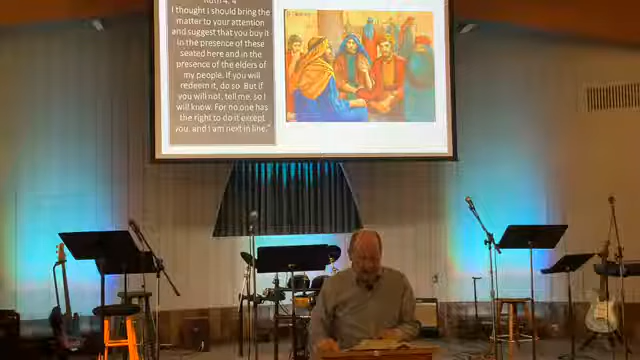 Ruth 4: 4
I thought I should bring the
matter to your attention
and suggest that you buy it
in the presence of these
seated here and in the
presence of the elders of
my people. If you will
redeem it, do so. But if
you will not, tell me, so I
will know. For no one has
the right to do it except
you, and I am next in line."